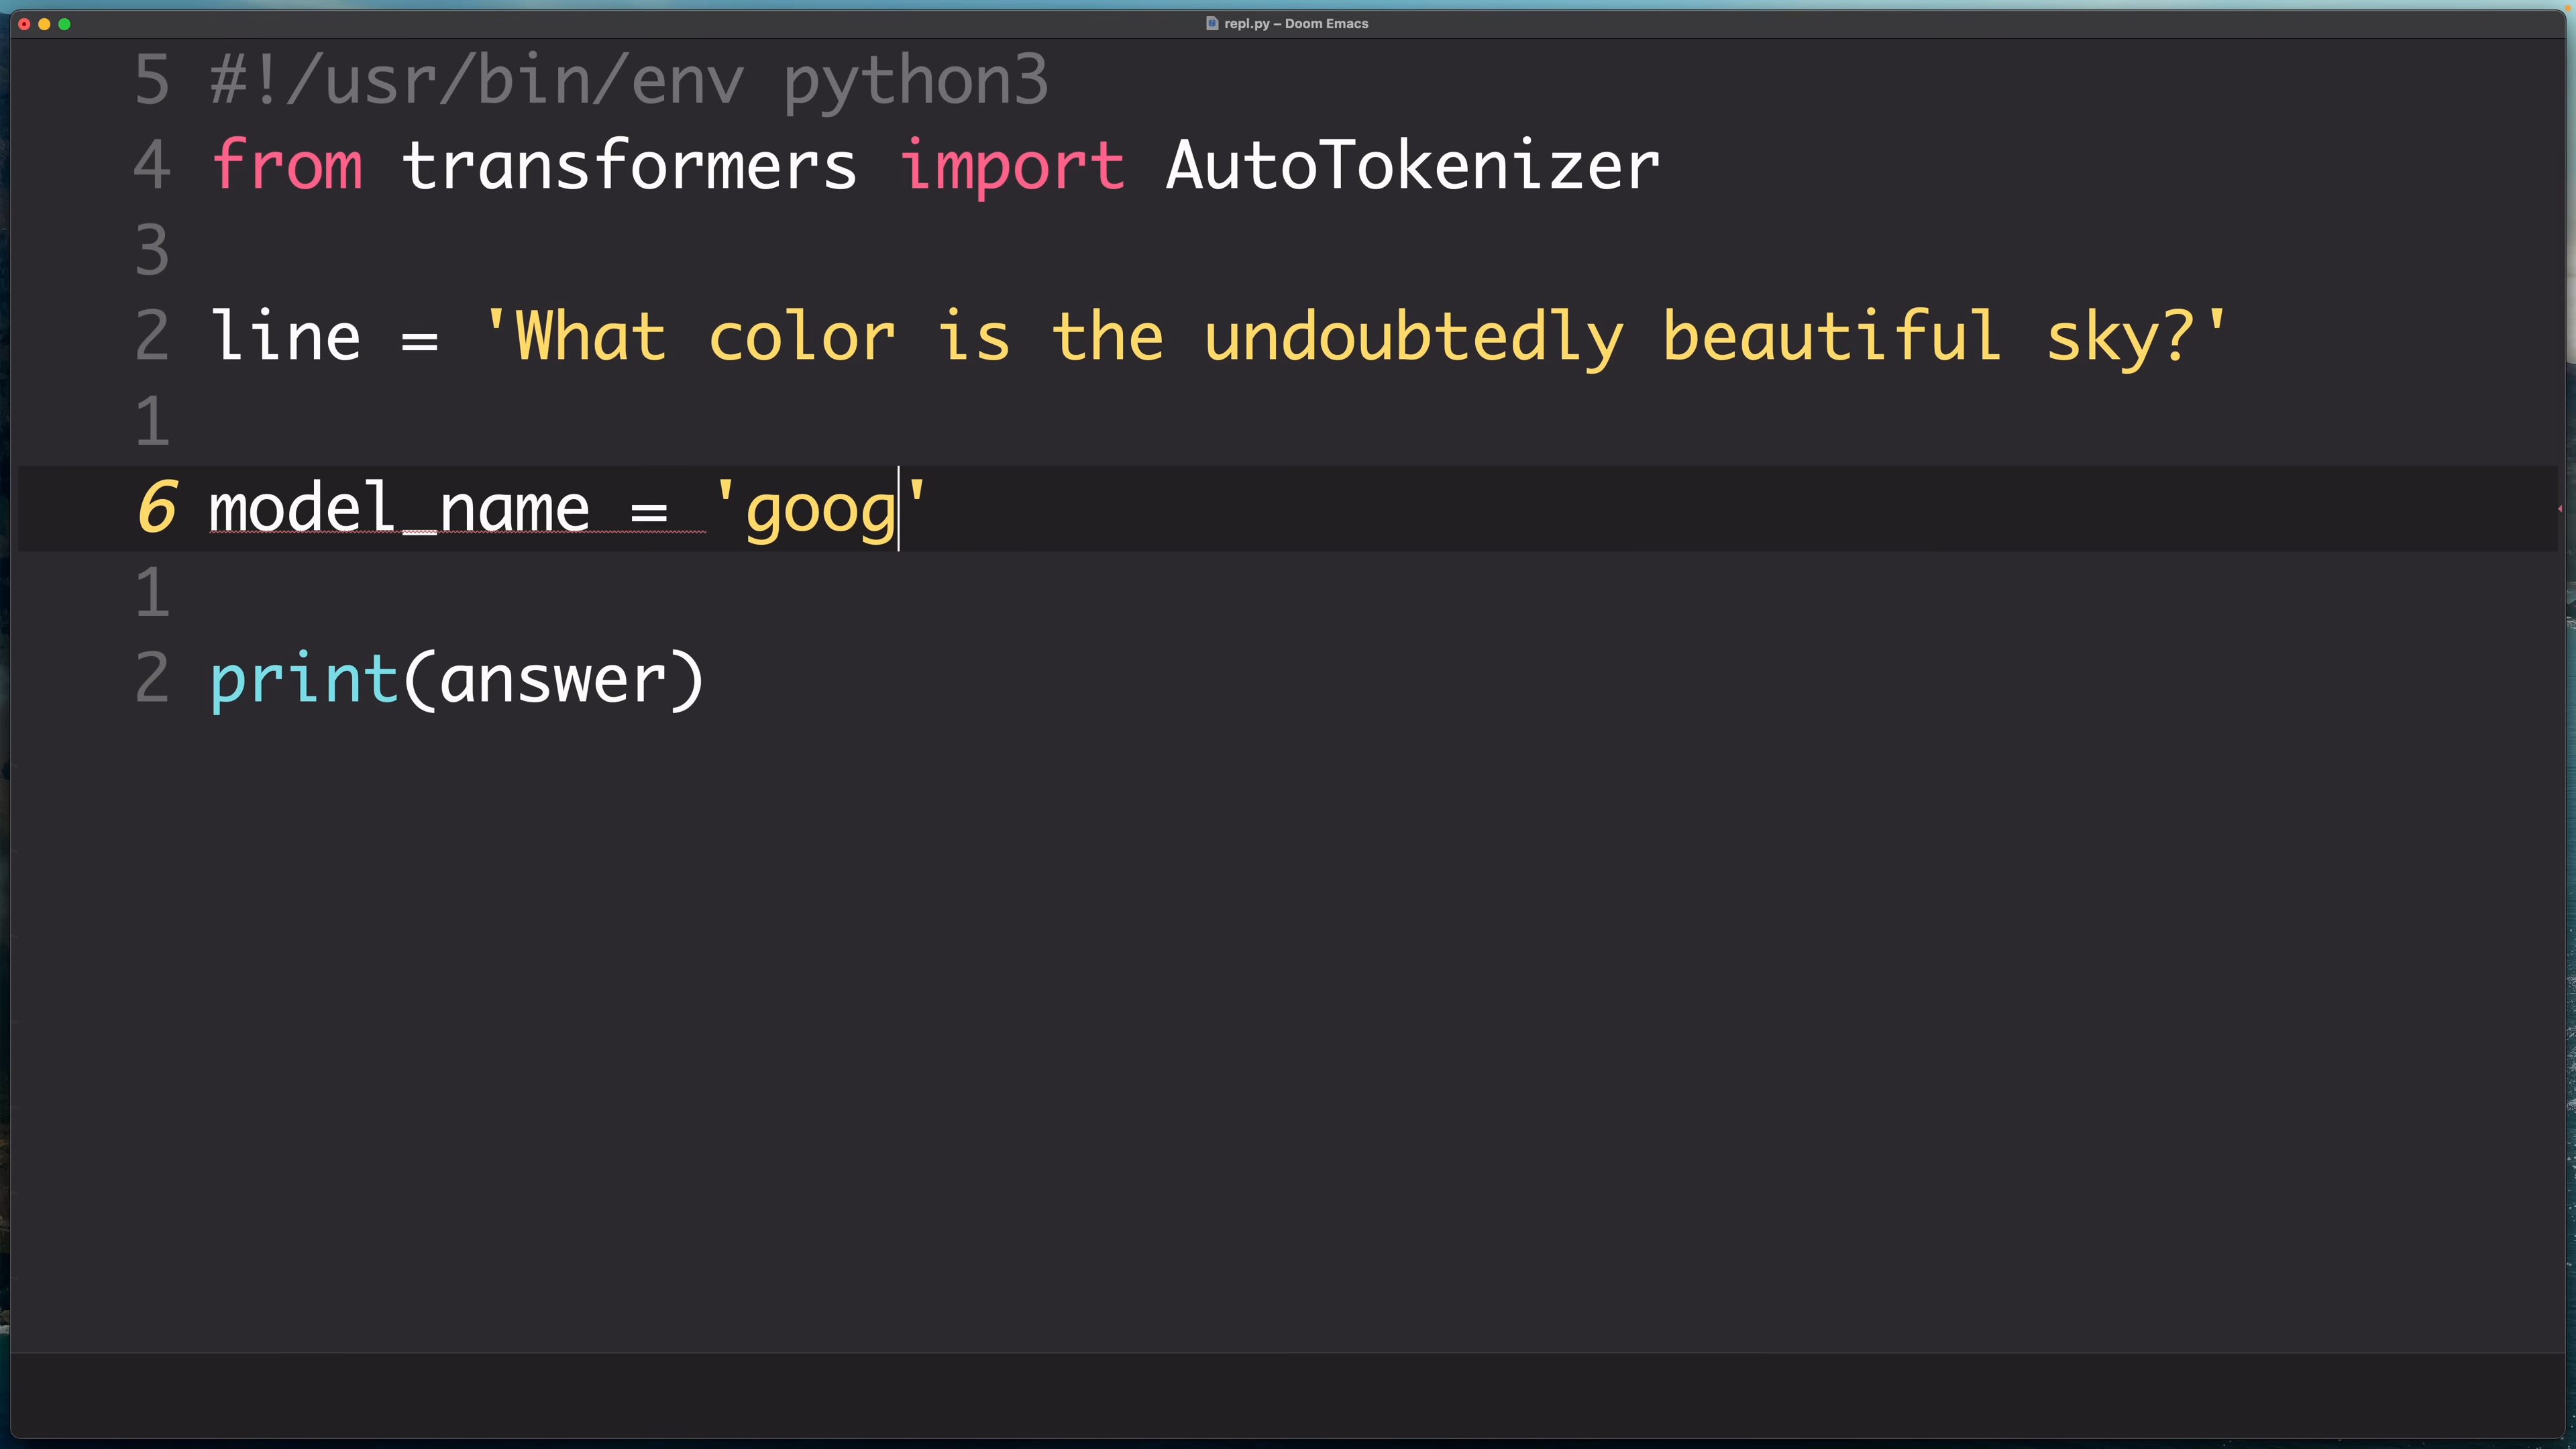 repl.py – Doom Emacs
5 #!/usr/bin/env python3
4 from transformers import AutoTokenizer
3
2 line = 'What color is the undoubtedly beautiful sky?'
1
6 model_name = 'goog'
1
2 print(answer)